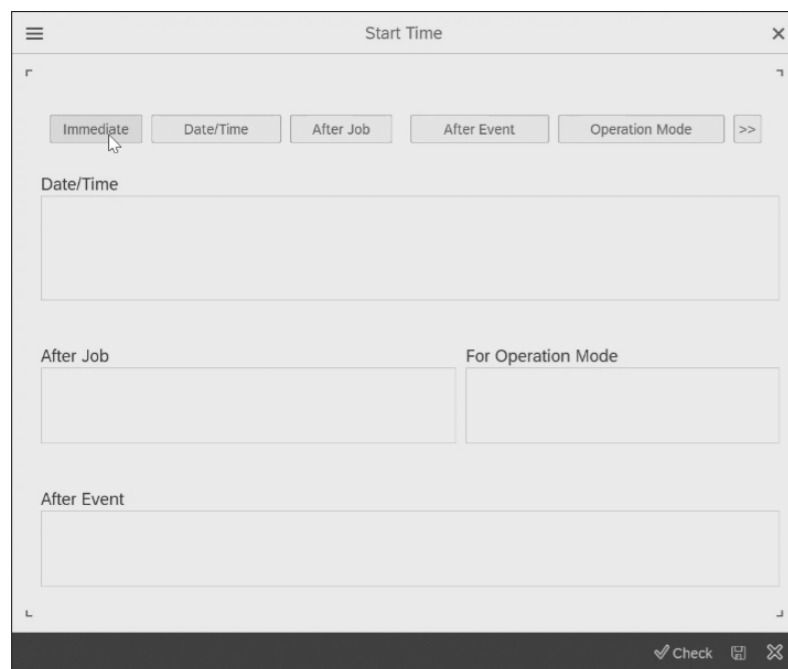 Start Time
Immediate Date/Time After Job After Event Operation Mode >>
Date/Time
After Job For Operation Mode
After Event
Check